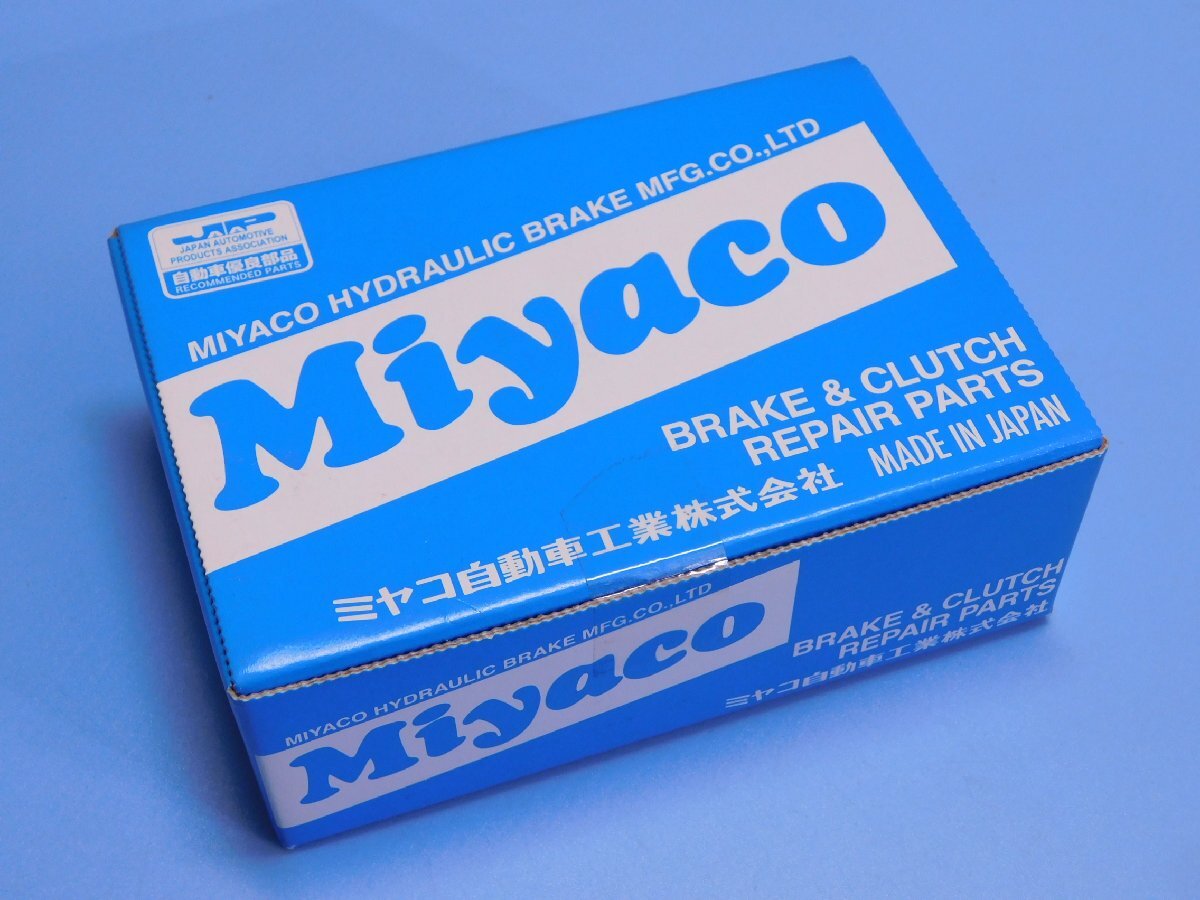 JAPA
JAPAN AUTOMOTIVE
PRODUCTS ASSOCIATION
自動車優良部品
RECOMMENDED PARTS
MIYACO HYDRAULIC BRAKE MFG.CO.,LTD
Miyaco
BRAKE & CLUTCH
REPAIR PARTS
MADE IN JAPAN
ミヤコ自動車工業株式会社
MIYACO HYDRAULIC BRAKE MFG.CO.,LTD
Miyaco
BRAKE & CLUTCH
REPAIR PARTS
ミヤコ自動車工業株式会社